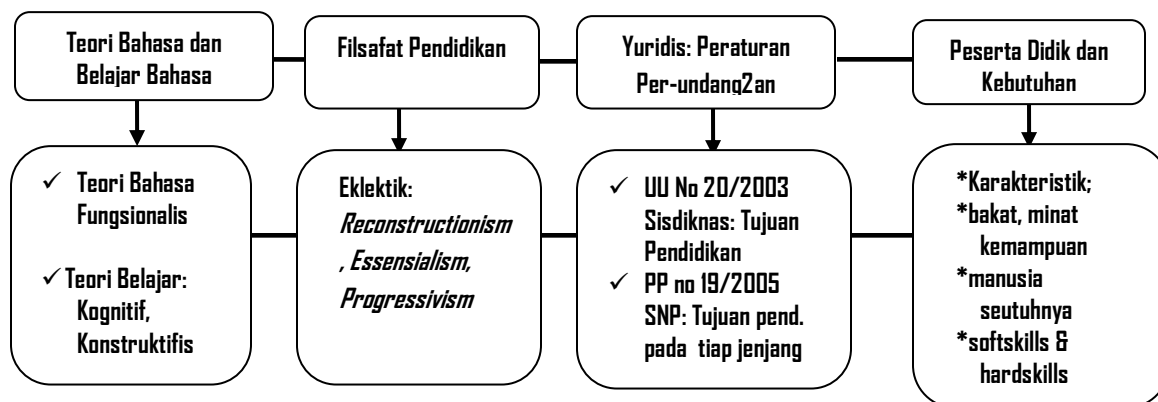 Teori Bahasa dan
Belajar Bahasa
Filsafat Pendidikan
Yuridis: Peraturan
Per-undang2an
Peserta Didik dan
Kebutuhan
✓ Teori Bahasa
Fungsionalis
✓ Teori Belajar:
Kognitif,
Konstruktifis
Eklektik:
Reconstructionism
, Essensialism,
Progressivism
✓ UU No 20/2003
Sisdiknas: Tujuan
Pendidikan
✓ PP no 19/2005
SNP: Tujuan pend.
pada tiap jenjang
*Karakteristik;
*bakat, minat
kemampuan
*manusia
seutuhnya
*softskills &
hardskills